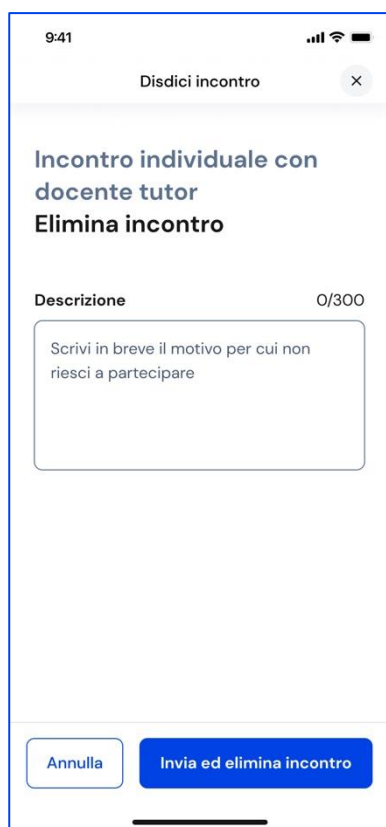 9:41
Disdici incontro
Incontro individuale con
docente tutor
Elimina incontro
Descrizione 0/300
Scrivi in breve il motivo per cui non
riesci a partecipare
Annulla Invia ed elimina incontro